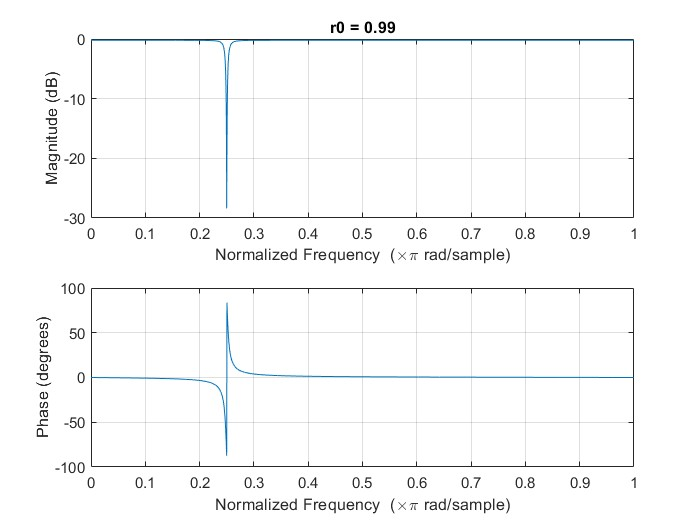 r0 = 0.99
Magnitude (dB)
0
-10
-20
-30
0 0.1 0.2 0.3 0.4 0.5 0.6 0.7 0.8 0.9 1
Normalized Frequency (×π rad/sample)
Phase (degrees)
100
50
0
-50
-100
0 0.1 0.2 0.3 0.4 0.5 0.6 0.7 0.8 0.9 1
Normalized Frequency (×π rad/sample)